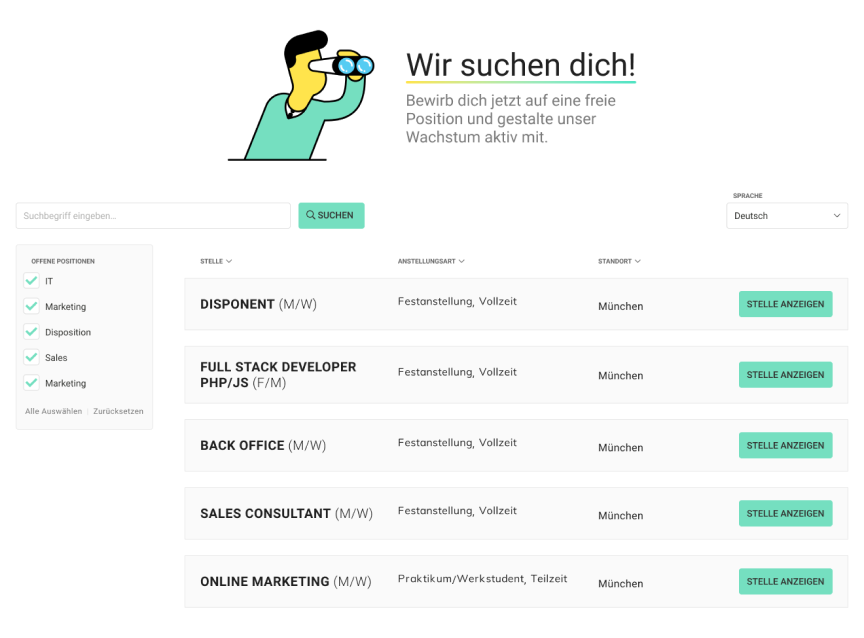 Wir suchen dich!
Bewirb dich jetzt auf eine freie
Position und gestalte unser
Wachstum aktiv mit.
SPRACHE
Suchbegriff eingeben...
SUCHEN
Deutsch
OFFENE POSITIONEN
IT
Marketing
Disposition
Sales
Marketing
Alle Auswählen | Zurücksetzen
STELLE
ANSTELLUNGSART
STANDORT
DISPONENT (M/W)
Festanstellung, Vollzeit
München
STELLE ANZEIGEN
FULL STACK DEVELOPER
PHP/JS (F/M)
Festanstellung, Vollzeit
München
STELLE ANZEIGEN
BACK OFFICE (M/W)
Festanstellung, Vollzeit
München
STELLE ANZEIGEN
SALES CONSULTANT (M/W)
Festanstellung, Vollzeit
München
STELLE ANZEIGEN
ONLINE MARKETING (M/W)
Praktikum/Werkstudent, Teilzeit
München
STELLE ANZEIGEN